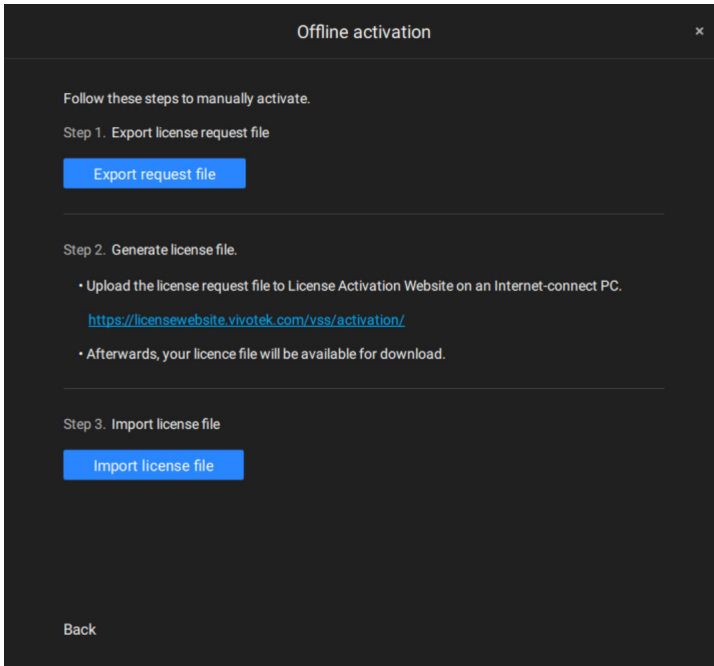 Offline activation
×
Follow these steps to manually activate.
Step 1. Export license request file
Export request file
Step 2. Generate license file.
• Upload the license request file to License Activation Website on an Internet-connect PC.
https://licensewebsite.vivotek.com/vss/activation/
• Afterwards, your licence file will be available for download.
Step 3. Import license file
Import license file
Back